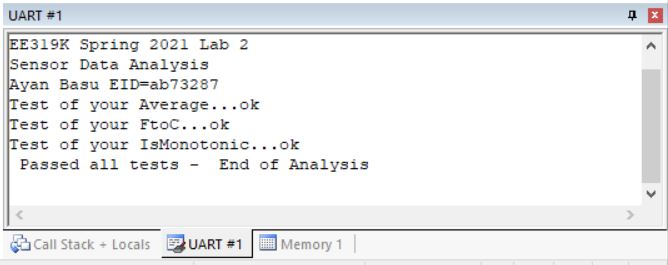 UART #1
EE319K Spring 2021 Lab 2
Sensor Data Analysis
Ayan Basu EID=ab73287
Test of your Average...ok
Test of your FtoC...ok
Test of your IsMonotonic...ok
Passed all tests -  End of Analysis
Call Stack + Locals UART #1 Memory 1